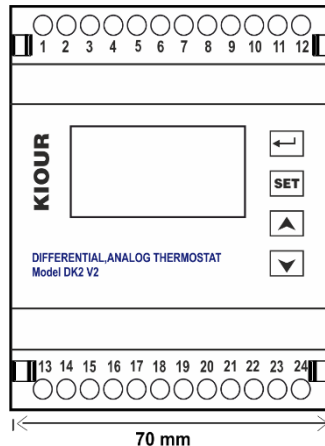 1 2 3 4 5 6 7 8 9 10 11 12
KIOUR
SET
DIFFERENTIAL,ANALOG THERMOSTAT
Model DK2 V2
13 14 15 16 17 18 19 20 21 22 23 24
70 mm